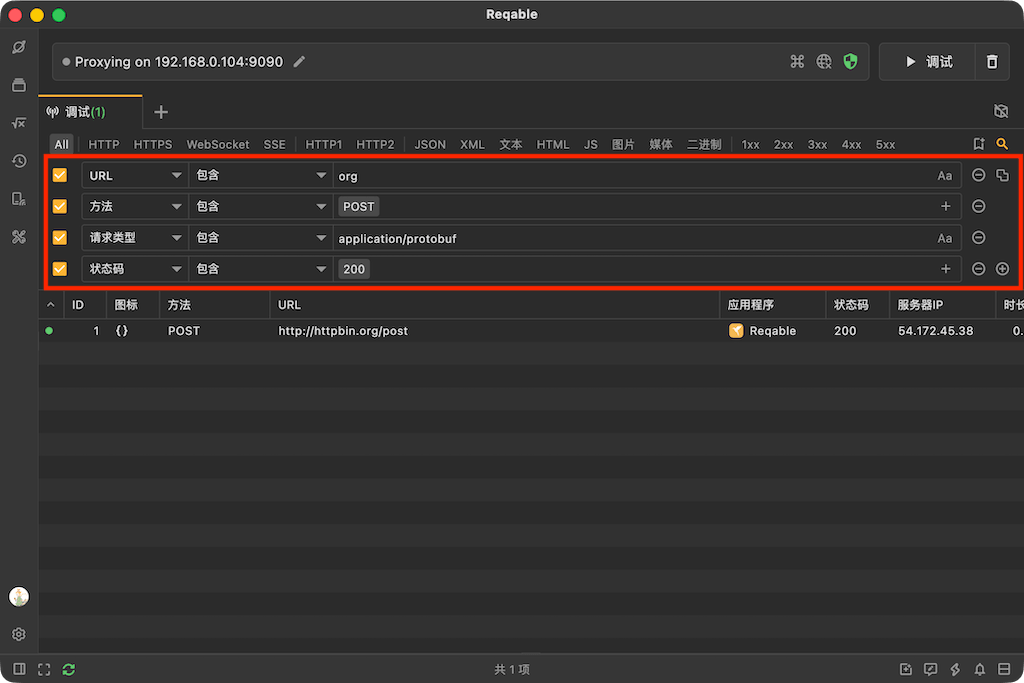 Reqable
Proxying on 192.168.0.104:9090 调试
调试(1)
All HTTP HTTPS WebSocket SSE HTTP1 HTTP2 JSON XML 文本 HTML JS 图片 媒体 二进制 1xx 2xx 3xx 4xx 5xx
URL 包含 org Aa
方法 包含 POST
请求类型 包含 application/protobuf Aa
状态码 包含 200
ID 图标 方法 URL 应用程序 状态码 服务器IP 时长
1 {} POST http://httpbin.org/post Reqable 200 54.172.45.38 0.
共 1 项